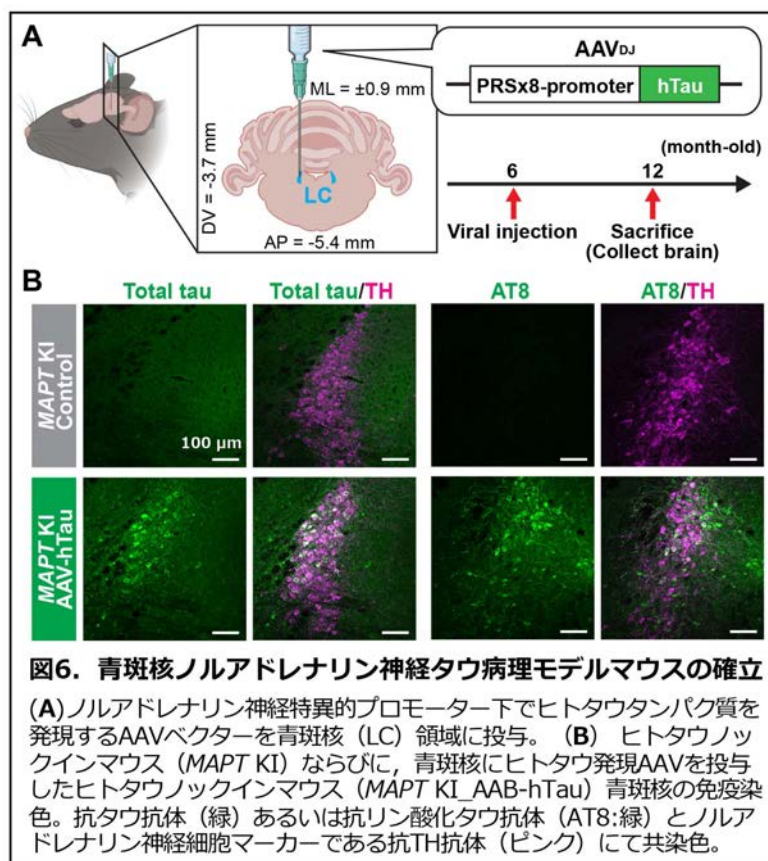 A
AAVDJ
PRSx8-promoter hTau
ML = ±0.9 mm
DV = -3.7 mm
LC
AP = -5.4 mm
(month-old)
6 12
Viral injection Sacrifice
(Collect brain)
B
Total tau Total tau/TH AT8 AT8/TH
MAPT KI
Control
100 µm
MAPT KI
AAV-hTau
図6. 青斑核ノルアドレナリン神経タウ病理モデルマウスの確立
(A)ノルアドレナリン神経特異的プロモーター下でヒトタウタンパク質を
発現するAAVベクターを青斑核（LC）領域に投与。（B） ヒトタウノッ
クインマウス（MAPT KI）ならびに，青斑核にヒトタウ発現AAVを投与
したヒトタウノックインマウス（MAPT KI_AAB-hTau）青斑核の免疫染
色。抗タウ抗体（緑）あるいは抗リン酸化タウ抗体（AT8:緑）とノルア
ドレナリン神経細胞マーカーである抗TH抗体（ピンク）にて共染色。